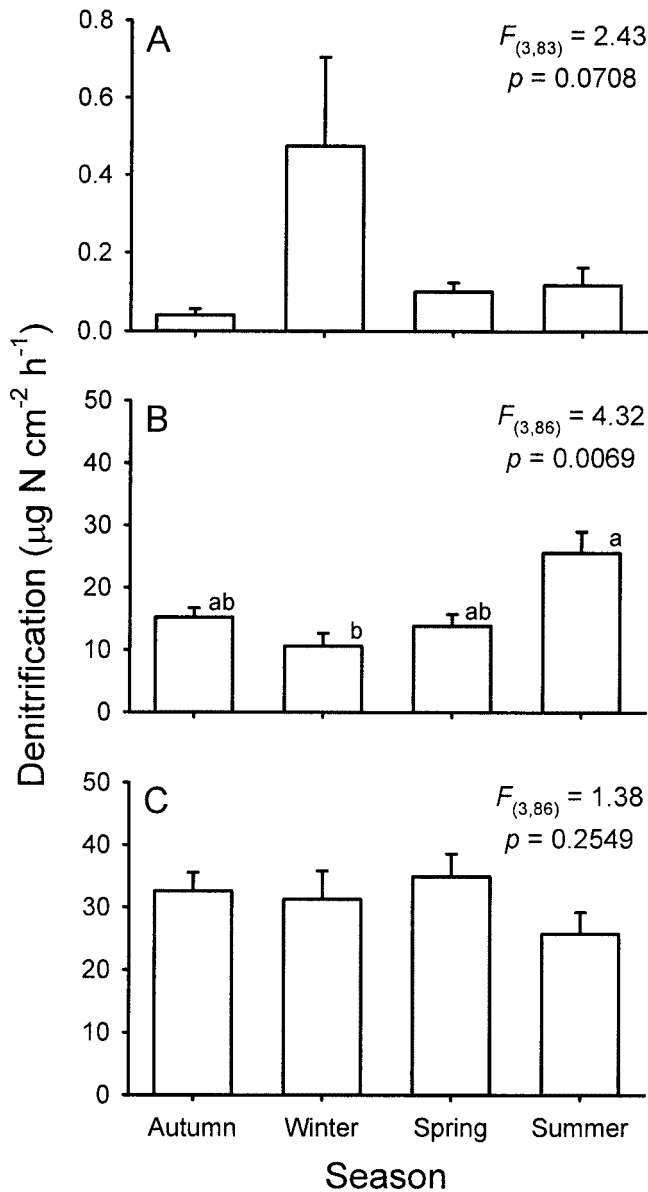 A
F(3,83) = 2.43
p = 0.0708
0.8
0.6
0.4
0.2
0.0
B
F(3,86) = 4.32
p = 0.0069
50
40
30
20
10
0
ab
b
ab
a
C
F(3,86) = 1.38
p = 0.2549
50
40
30
20
10
0
Denitrification (μg N cm⁻² h⁻¹)
Autumn Winter Spring Summer
Season